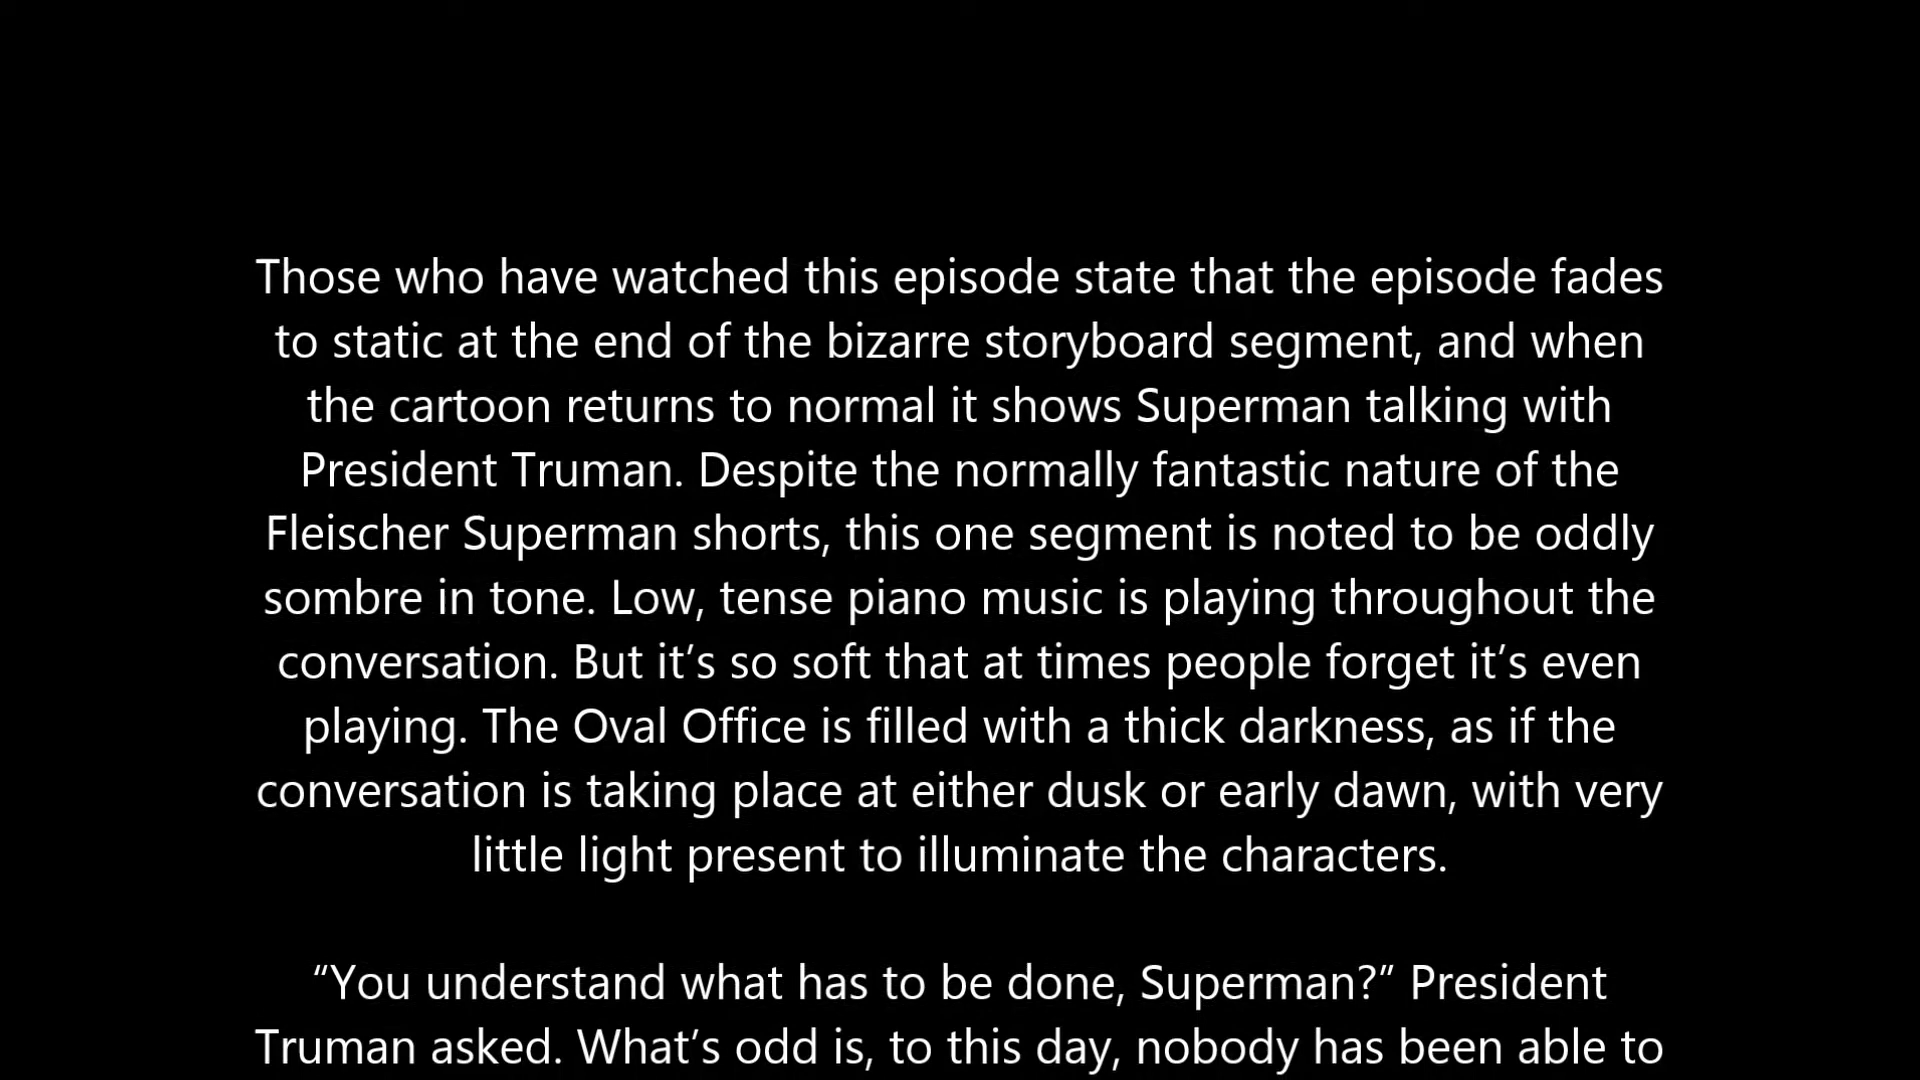 Those who have watched this episode state that the episode fades
to static at the end of the bizarre storyboard segment, and when
the cartoon returns to normal it shows Superman talking with
President Truman. Despite the normally fantastic nature of the
Fleischer Superman shorts, this one segment is noted to be oddly
sombre in tone. Low, tense piano music is playing throughout the
conversation. But it’s so soft that at times people forget it’s even
playing. The Oval Office is filled with a thick darkness, as if the
conversation is taking place at either dusk or early dawn, with very
little light present to illuminate the characters.
“You understand what has to be done, Superman?” President
Truman asked. What’s odd is, to this day, nobody has been able to